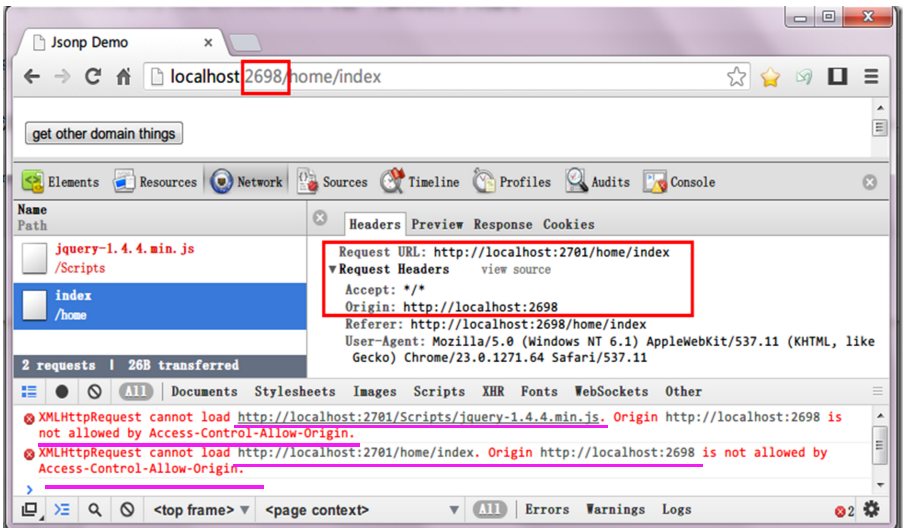 Jsonp Demo
localhost:2698/home/index
get other domain things
Elements Resources Network Sources Timeline Profiles Audits Console
Name
Path
Headers Preview Response Cookies
jquery-1.4.4.min.js
/Scripts
index
/home
Request URL: http://localhost:2701/home/index
▼Request Headers view source
Accept: */*
Origin: http://localhost:2698
Referer: http://localhost:2698/home/index
User-Agent: Mozilla/5.0 (Windows NT 6.1) AppleWebKit/537.11 (KHTML, like
Gecko) Chrome/23.0.1271.64 Safari/537.11
2 requests | 26B transferred
All | Documents Stylesheets Images Scripts XHR Fonts WebSockets Other
XMLHttpRequest cannot load http://localhost:2701/Scripts/jquery-1.4.4.min.js. Origin http://localhost:2698 is
not allowed by Access-Control-Allow-Origin.
XMLHttpRequest cannot load http://localhost:2701/home/index. Origin http://localhost:2698 is not allowed by
Access-Control-Allow-Origin.
>
<top frame> ▼ <page context> ▼ All | Errors Warnings Logs 2